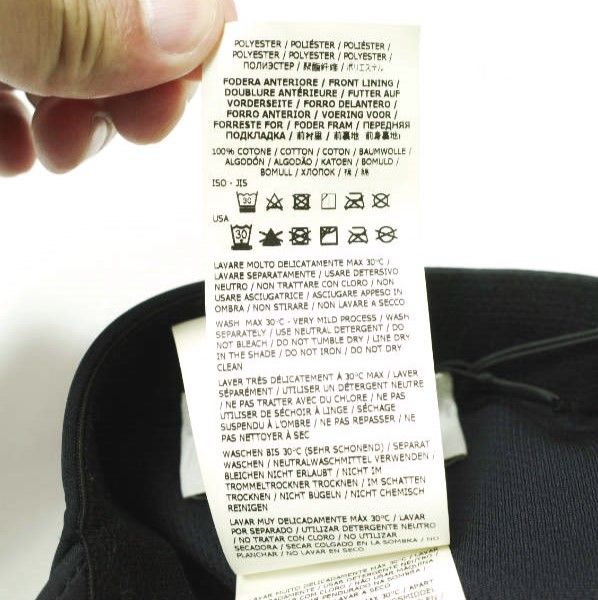 POLYESTER / POLIÉSTER / POLIÉSTER /
POLYESTER / POLYESTER / POLYESTER
/ ПОЛИЭСТЕР / 聚酯纤维 / ポリエステル
FODERA ANTERIORE / FRONT LINING /
DOUBLURE ANTÉRIEURE / FUTTER AUF
VORDERSEITE / FORRO DELANTERO /
FORRO ANTERIOR / VOERING VOOR/
FORRESTE FOR / FODER FRAM / ПЕРЕДНЯЯ
ПОДКЛАДКА / 前衬里 / 前裏地 / 前身裏地
100% COTONE / COTTON / COTON / BAUMWOLLE /
ALGODÓN / ALGODÃO / KATOEN / BOMULD /
BOMULL / ХЛОПОК / 棉 / 綿
ISO - JIS
30
USA
30
LAVARE MOLTO DELICATAMENTE MAX 30°C /
LAVARE SEPARATAMENTE / USARE DETERSIVO
NEUTRO / NON TRATTARE CON CLORO / NON
USARE ASCIUGATRICE / ASCIUGARE APPESO IN
OMBRA / NON STIRARE / NON LAVARE A SECCO
WASH MAX 30°C - VERY MILD PROCESS / WASH
SEPARATELY / USE NEUTRAL DETERGENT / DO
NOT BLEACH / DO NOT TUMBLE DRY / LINE DRY
IN THE SHADE / DO NOT IRON / DO NOT DRY
CLEAN
LAVER TRÈS DÉLICATEMENT À 30°C MAX / LAVER
SÉPARÉMENT / UTILISER UN DÉTERGENT NEUTRE
/ NE PAS TRAITER AVEC DU CHLORE / NE PAS
UTILISER DE SÉCHOIR À LINGE / SÉCHAGE
SUSPENDU À L'OMBRE / NE PAS REPASSER / NE
PAS NETTOYER À SEC
WASCHEN BIS 30°C (SEHR SCHONEND) / SEPARAT
WASCHEN / NEUTRALWASCHMITTEL VERWENDEN /
BLEICHEN NICHT ERLAUBT / NICHT IM
TROMMELTROCKNER TROCKNEN / IM SCHATTEN
TROCKNEN / NICHT BÜGELN / NICHT CHEMISCH
REINIGEN
LAVAR MUY DELICADAMENTE MÁX 30°C / LAVAR
POR SEPARADO / UTILIZAR DETERGENTE NEUTRO
/ NO TRATAR CON CLORO / NO UTILIZAR
SECADORA / SECAR COLGADO EN LA SOMBRA / NO
PLANCHAR / NO LAVAR EN SECO